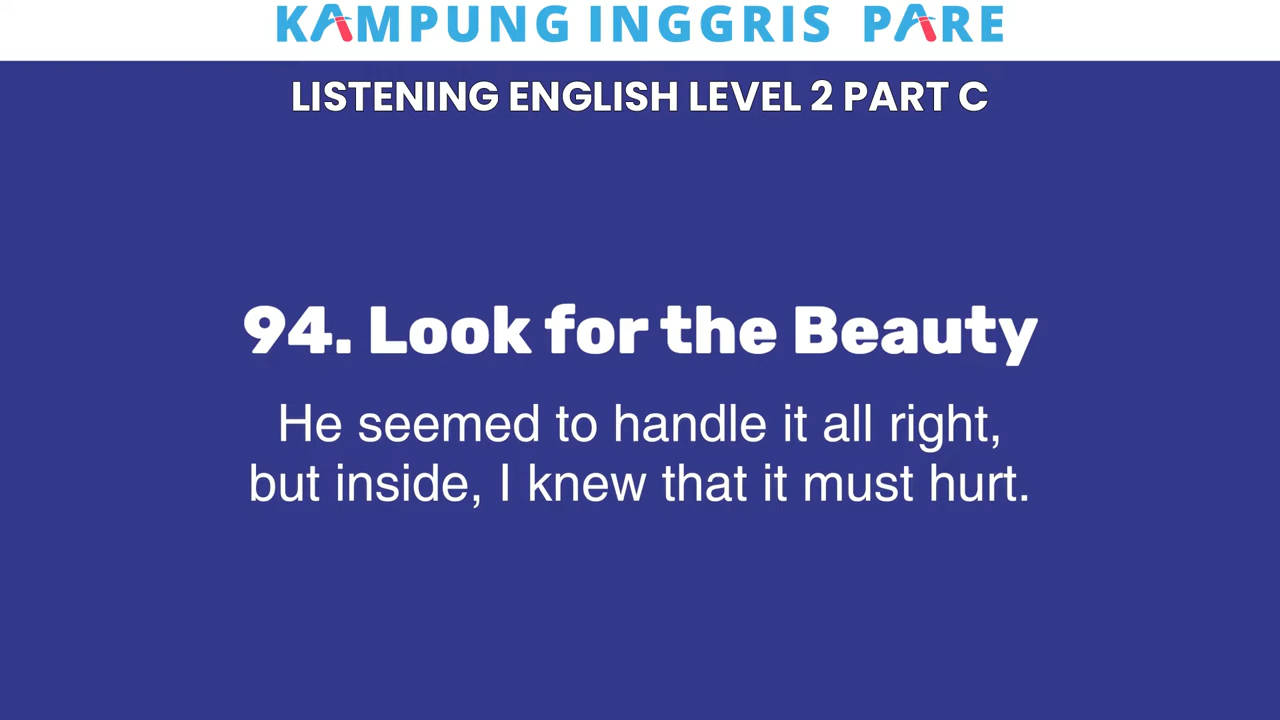 KAMPUNG INGGRIS PARE
LISTENING ENGLISH LEVEL 2 PART C
94. Look for the Beauty
He seemed to handle it all right,
but inside, I knew that it must hurt.